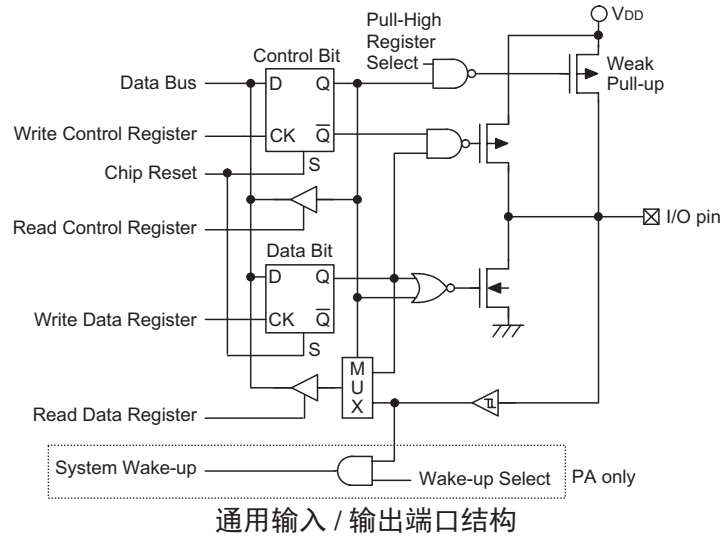 VDD
Pull-High
Register
Select
Weak
Pull-up
Control Bit
Data Bus
D
Q
Write Control Register
CK
Q
S
Chip Reset
Read Control Register
I/O pin
Data Bit
D
Q
Write Data Register
CK
Q
S
M
U
X
Read Data Register
System Wake-up
Wake-up Select
PA only
通用输入 / 输出端口结构